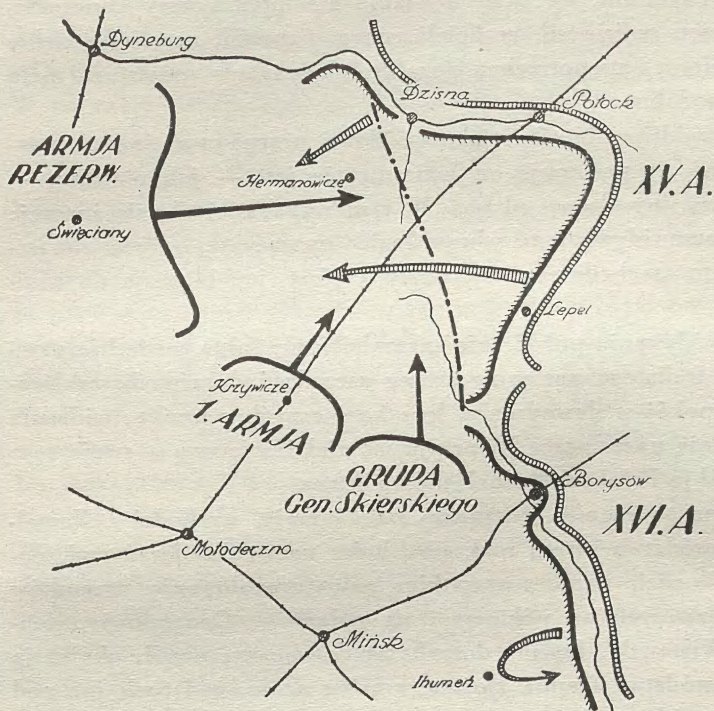 Dyneburg
Dzisna
Połock
ARMJA
REZERW.
XV.A.
Hermanowicze
Święciany
Lepel
Krzywicze
1.ARMJA
GRUPA
Gen.Skierskiego
Borysów
XVI.A.
Mołodeczno
Mińsk
Ihumeń